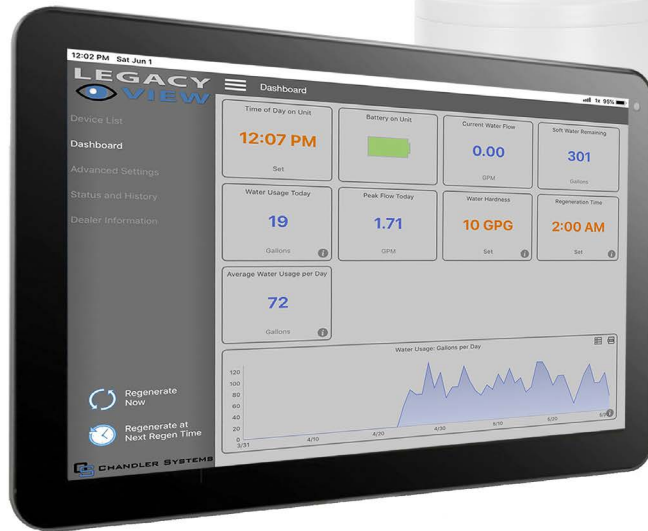 12:02 PM Sat Jun 1
1x 95%
LEGACY
VIEW
Dashboard
Device List
Dashboard
Advanced Settings
Status and History
Dealer Information
Regenerate
Now
Regenerate at
Next Regen Time
CS CHANDLER SYSTEMS
Time of Day on Unit
12:07 PM
Set
Battery on Unit
Current Water Flow
0.00
GPM
Soft Water Remaining
301
Gallons
Water Usage Today
19
Gallons
i
Peak Flow Today
1.71
GPM
Water Hardness
10 GPG
Set
i
Regeneration Time
2:00 AM
Set
i
Average Water Usage per Day
72
Gallons
i
Water Usage: Gallons per Day
120
100
80
60
40
20
0
3/31
4/10
4/20
4/30
5/10
5/20
i